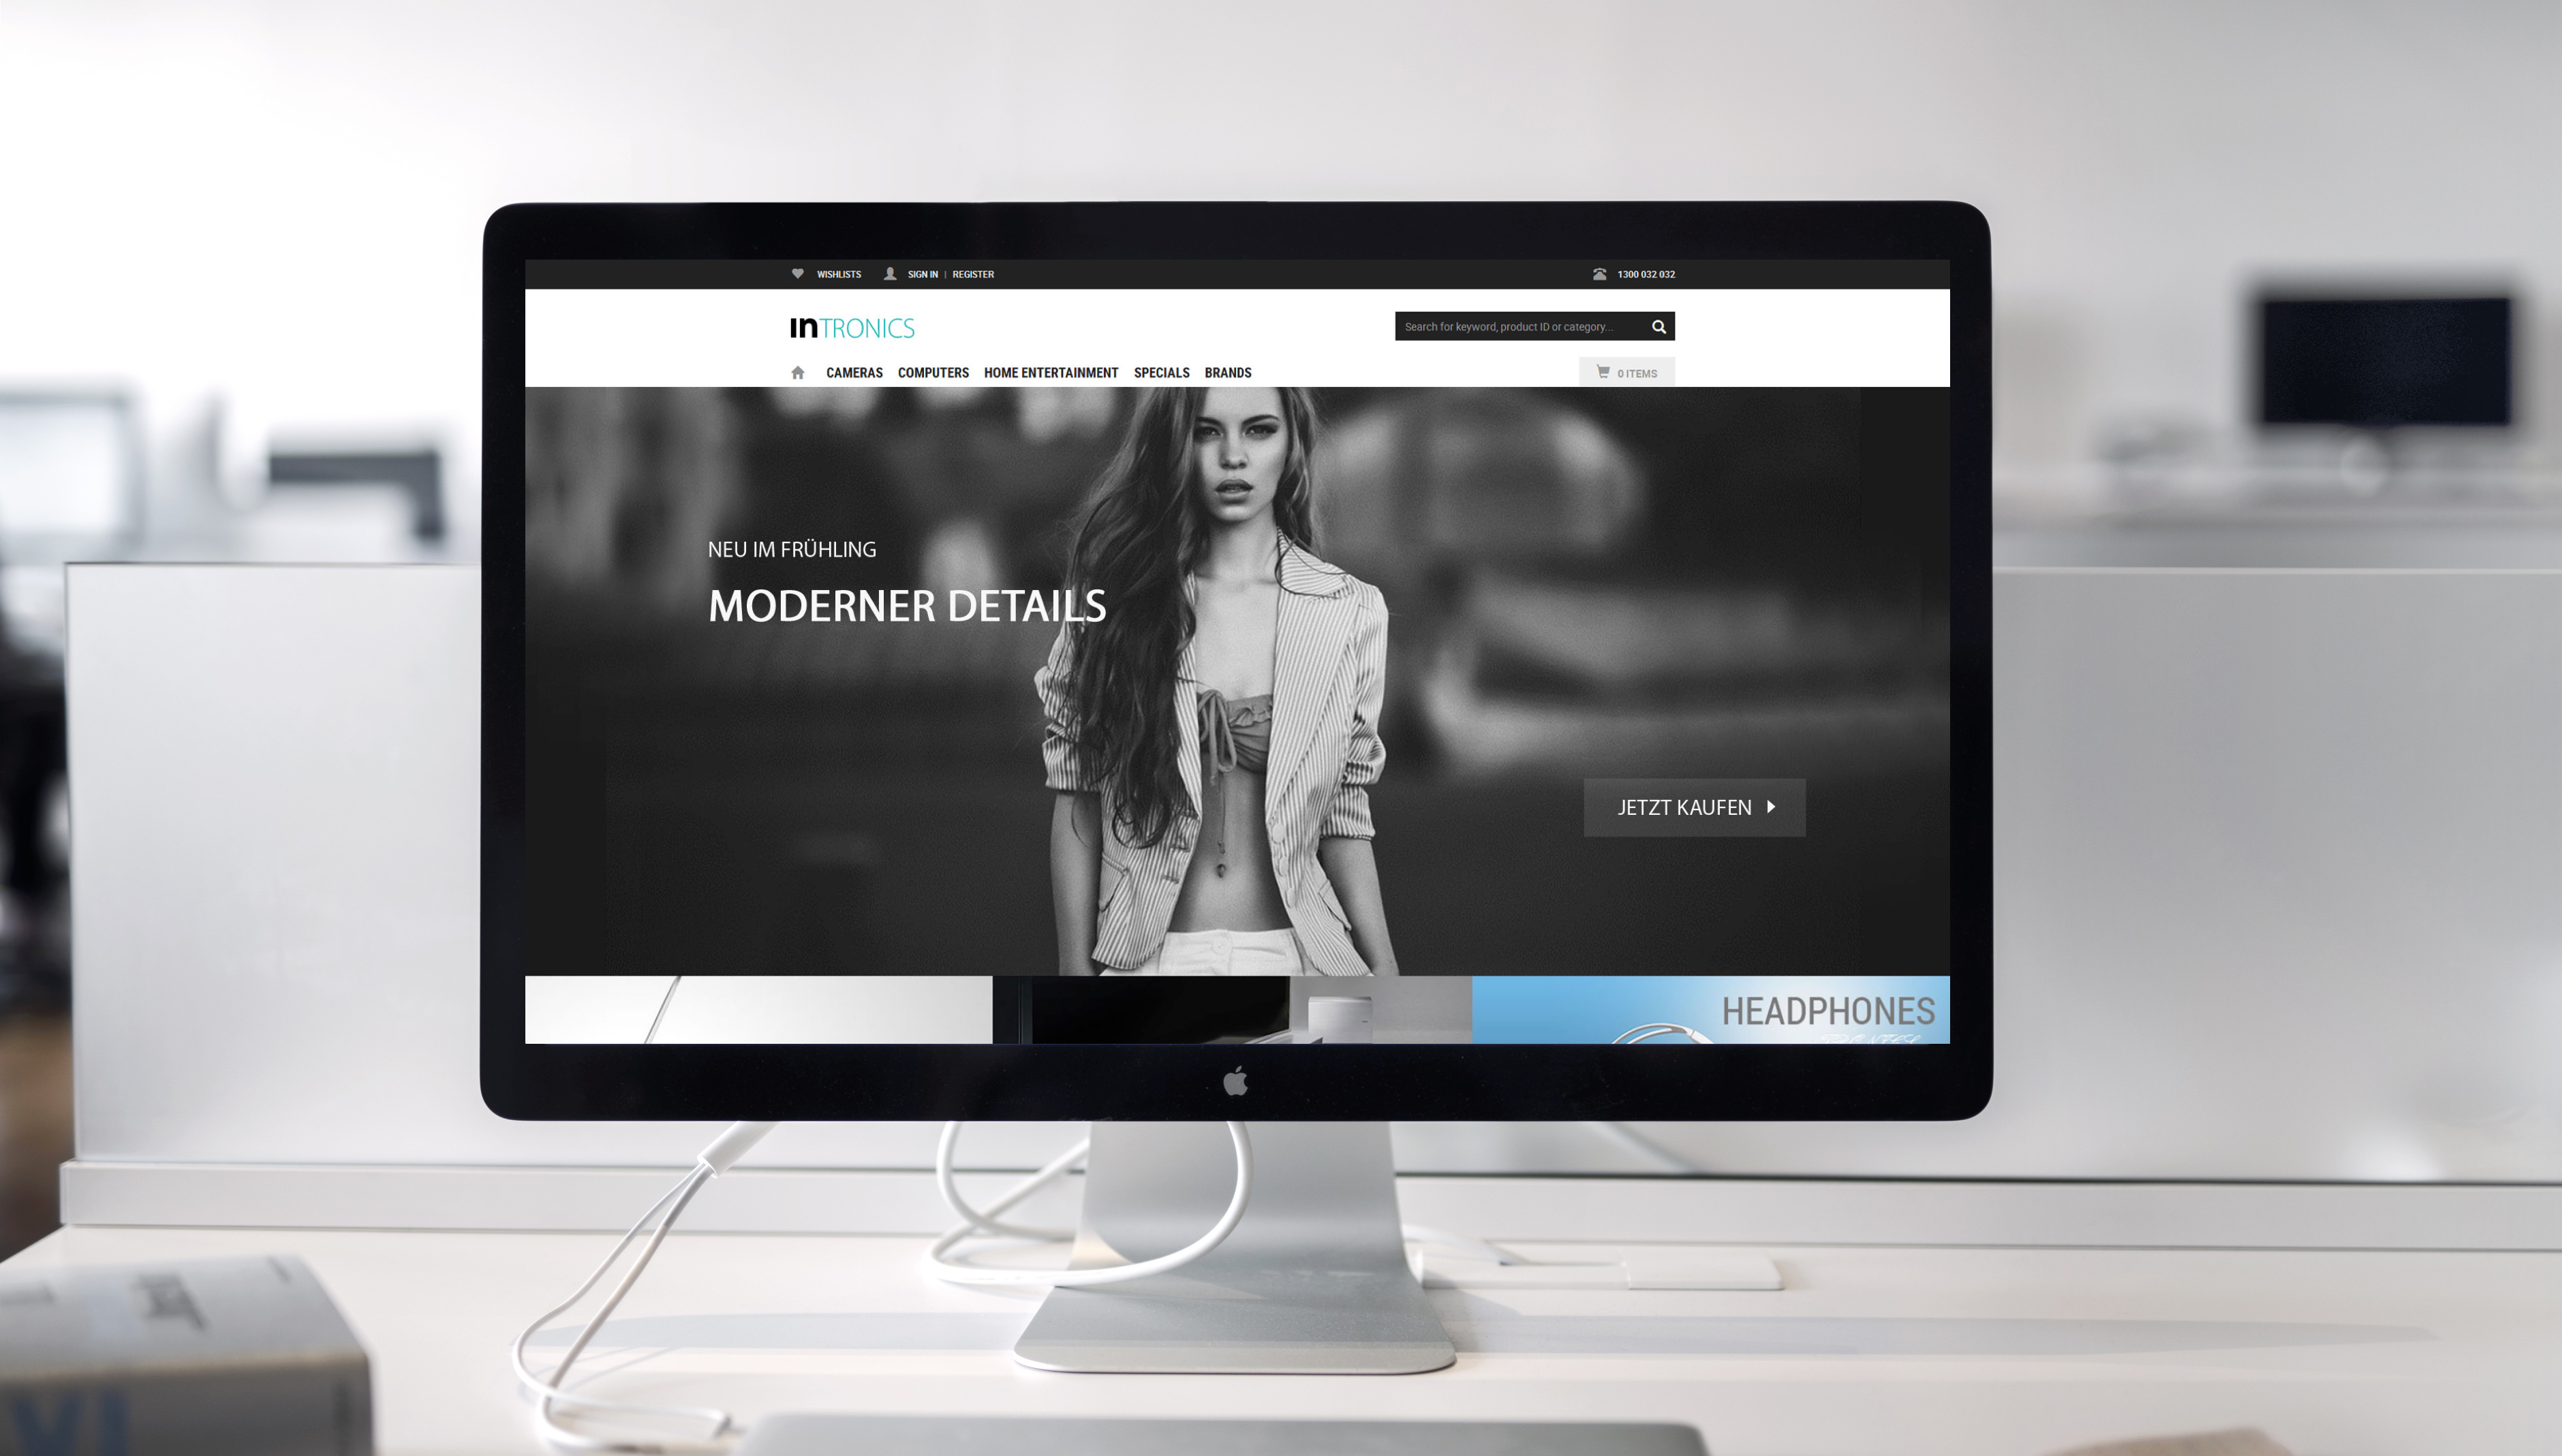 WISHLISTS SIGN IN | REGISTER 1300 032 032
inTRONICS
Search for keyword, product ID or category...
CAMERAS COMPUTERS HOME ENTERTAINMENT SPECIALS BRANDS
0 ITEMS
NEU IM FRÜHLING
MODERNER DETAILS
JETZT KAUFEN
HEADPHONES